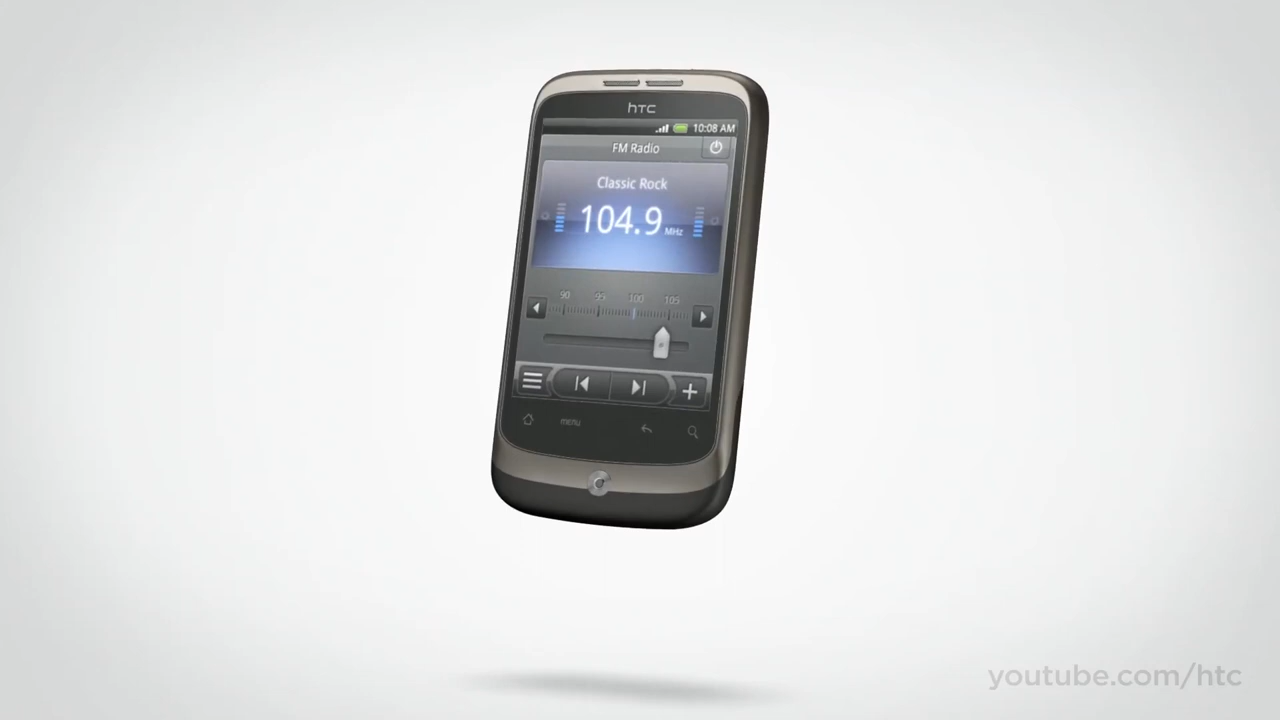 hTC
10:08 AM
FM Radio
Classic Rock
104.9 MHz
90 95 100 105
MENU
youtube.com/htc